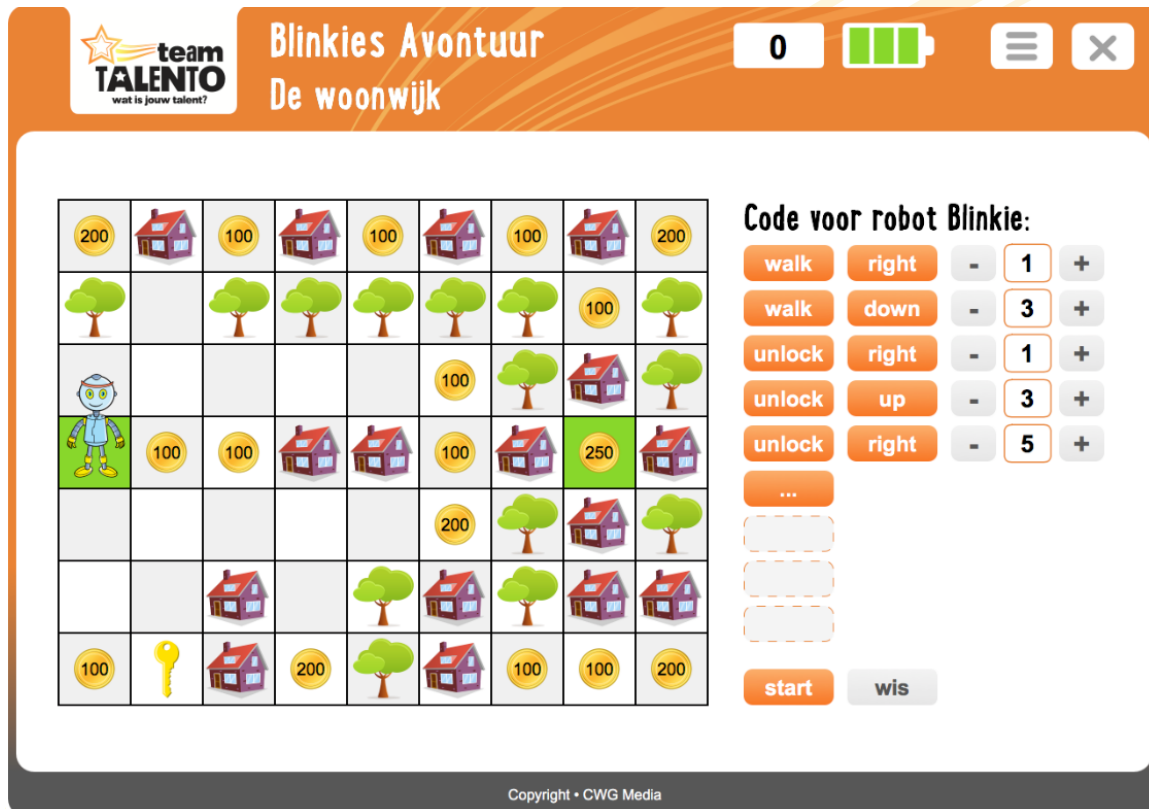 team
TALENTO
wat is jouw talent?
Blinkies Avontuur
De woonwijk
0
200 100 100 100 200
100
100
100 100 100 250
200
100 200 100 100 200
Code voor robot Blinkie:
walk right - 1 +
walk down - 3 +
unlock right - 1 +
unlock up - 3 +
unlock right - 5 +
...
start wis
Copyright • CWG Media